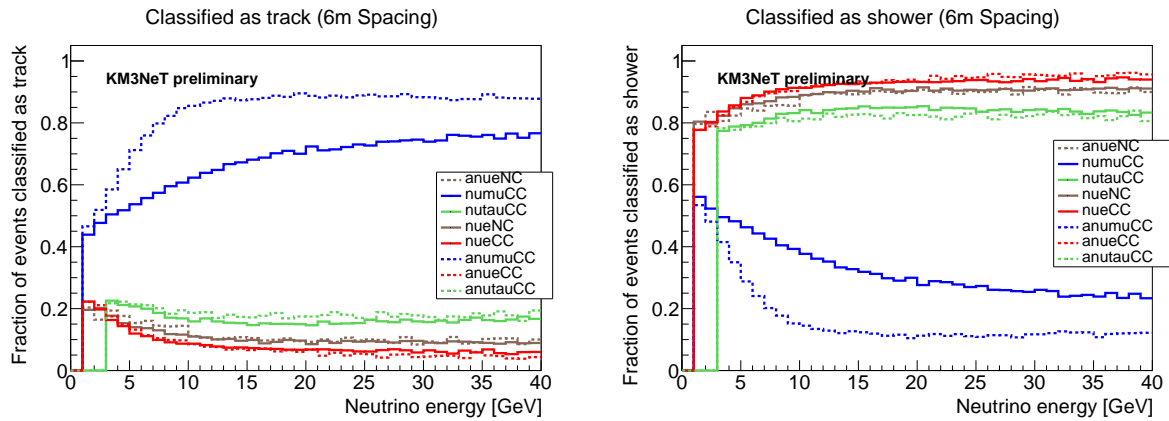 Classified as track (6m Spacing)
Fraction of events classified as track
1
0.8
0.6
0.4
0.2
0
KM3NeT preliminary
anueNC
numuCC
nutauCC
nueNC
nueCC
anumuCC
anueCC
anutauCC
0 5 10 15 20 25 30 35 40
Neutrino energy [GeV]
Classified as shower (6m Spacing)
Fraction of events classified as shower
1
0.8
0.6
0.4
0.2
0
KM3NeT preliminary
anueNC
numuCC
nutauCC
nueNC
nueCC
anumuCC
anueCC
anutauCC
0 5 10 15 20 25 30 35 40
Neutrino energy [GeV]